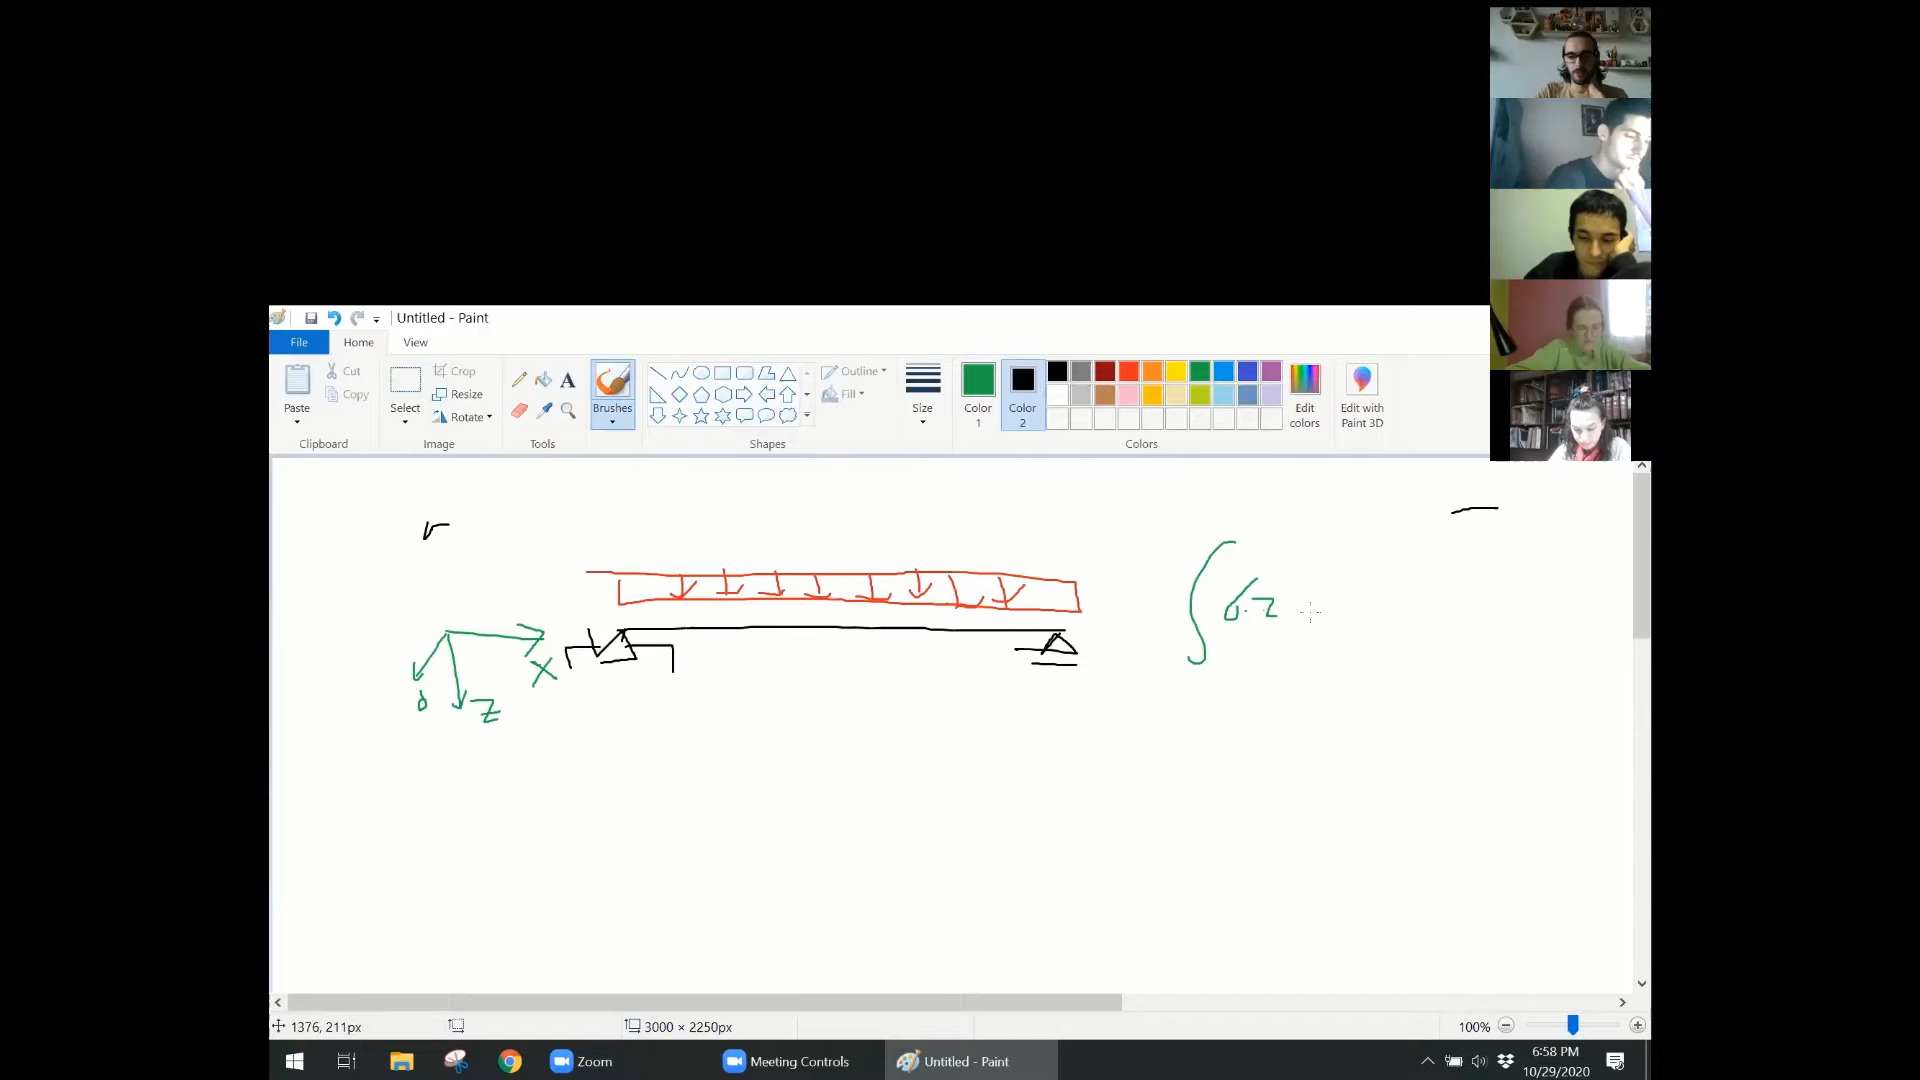 Untitled - Paint
File Home View
Paste
Cut
Copy
Clipboard
Select
Crop
Resize
Rotate
Image
A
Tools
Brushes
Shapes
Outline
Fill
Size
Color 1
Color 2
Colors
Edit colors
Edit with Paint 3D
∫ σ·z
X
Z
1376, 211px
3000 × 2250px
100%
Zoom
Meeting Controls
Untitled - Paint
6:58 PM
10/29/2020